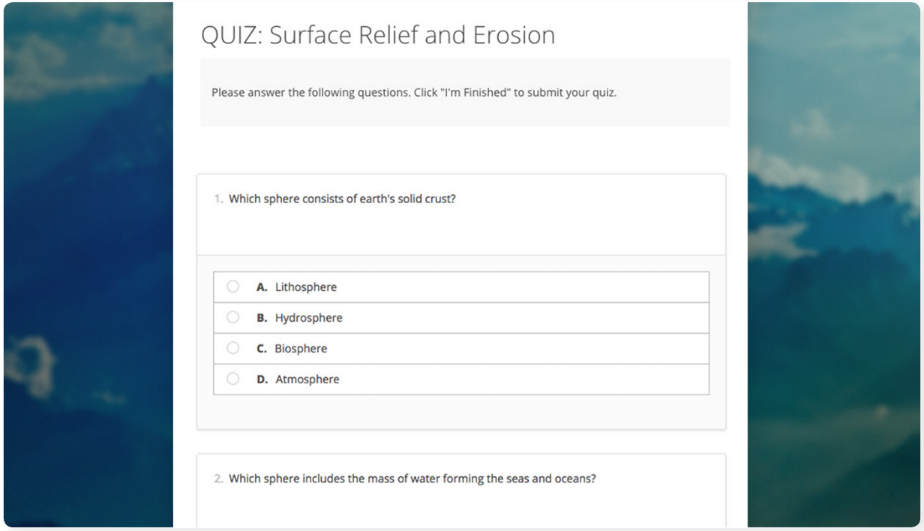 QUIZ: Surface Relief and Erosion
Please answer the following questions. Click "I'm Finished" to submit your quiz.
1. Which sphere consists of earth's solid crust?
A. Lithosphere
B. Hydrosphere
C. Biosphere
D. Atmosphere
2. Which sphere includes the mass of water forming the seas and oceans?